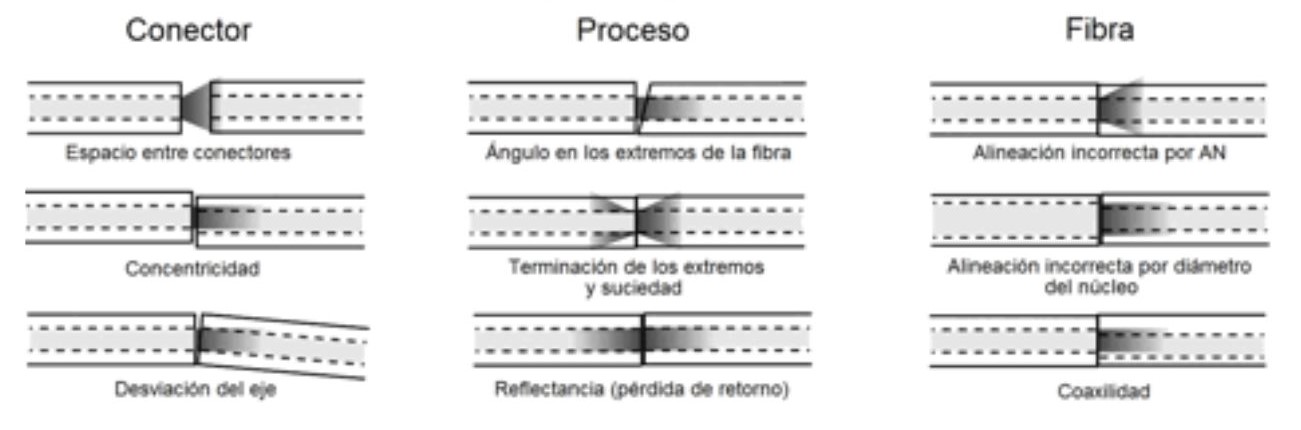 Conector
Proceso
Fibra
Espacio entre conectores
Ángulo en los extremos de la fibra
Alineación incorrecta por AN
Concentricidad
Terminación de los extremos
y suciedad
Alineación incorrecta por diámetro
del núcleo
Desviación del eje
Reflectancia (pérdida de retorno)
Coaxilidad